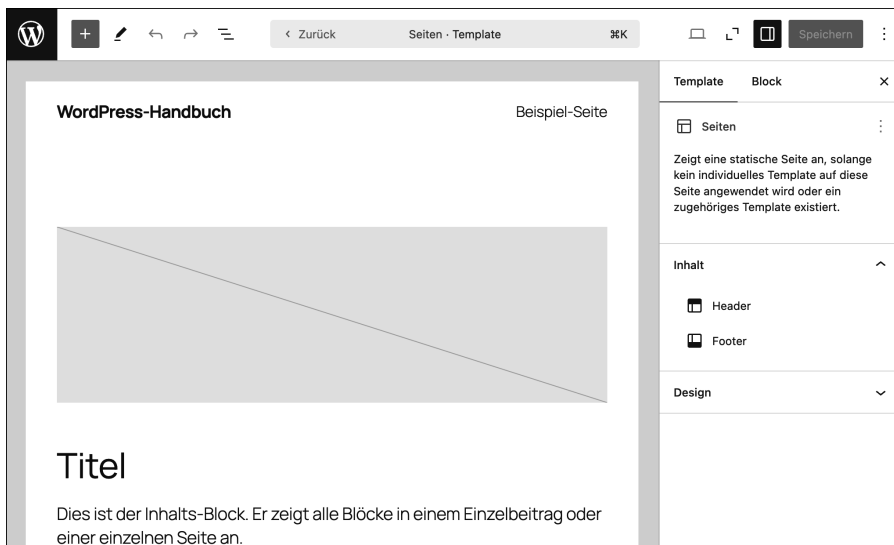 Zurück
Seiten · Template
⌘K
Speichern
WordPress-Handbuch
Beispiel-Seite
Titel
Dies ist der Inhalts-Block. Er zeigt alle Blöcke in einem Einzelbeitrag oder
einer einzelnen Seite an.
Template
Block
Seiten
Zeigt eine statische Seite an, solange
kein individuelles Template auf diese
Seite angewendet wird oder ein
zugehöriges Template existiert.
Inhalt
Header
Footer
Design